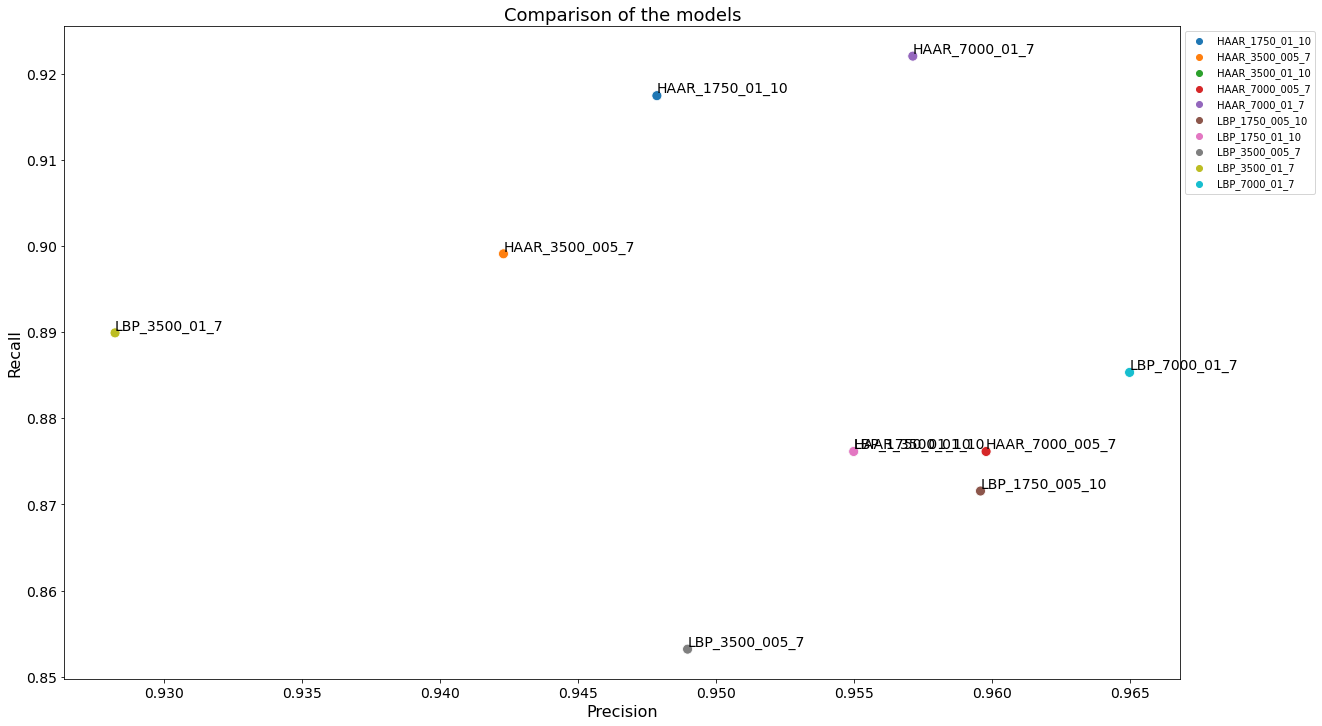 Comparison of the models
HAAR_7000_01_7
HAAR_1750_01_10
HAAR_3500_005_7
LBP_3500_01_7
LBP_7000_01_7
LBP_1750_01_10
HAAR_3500_01_10
HAAR_7000_005_7
LBP_1750_005_10
LBP_3500_005_7
0.92
0.91
0.90
0.89
0.88
0.87
0.86
0.85
Recall
0.930 0.935 0.940 0.945 0.950 0.955 0.960 0.965
Precision
HAAR_1750_01_10
HAAR_3500_005_7
HAAR_3500_01_10
HAAR_7000_005_7
HAAR_7000_01_7
LBP_1750_005_10
LBP_1750_01_10
LBP_3500_005_7
LBP_3500_01_7
LBP_7000_01_7